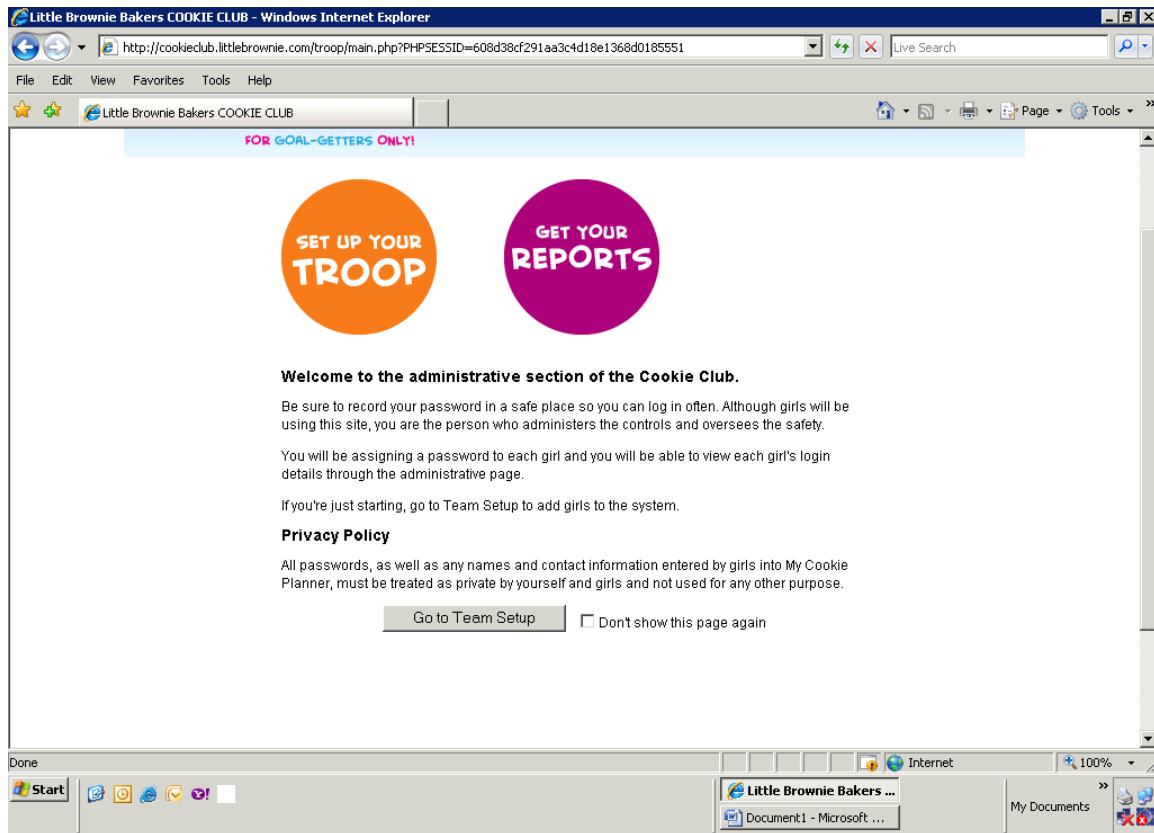 Little Brownie Bakers COOKIE CLUB - Windows Internet Explorer
http://cookieclub.littlebrownie.com/troop/main.php?PHPSESSID=608d38cf291aa3c4d18e1368d0185551
Live Search
File Edit View Favorites Tools Help
Little Brownie Bakers COOKIE CLUB
Page Tools
FOR GOAL-GETTERS ONLY!
SET UP YOUR
TROOP
GET YOUR
REPORTS
Welcome to the administrative section of the Cookie Club.
Be sure to record your password in a safe place so you can log in often. Although girls will be
using this site, you are the person who administers the controls and oversees the safety.
You will be assigning a password to each girl and you will be able to view each girl's login
details through the administrative page.
If you're just starting, go to Team Setup to add girls to the system.
Privacy Policy
All passwords, as well as any names and contact information entered by girls into My Cookie
Planner, must be treated as private by yourself and girls and not used for any other purpose.
Go to Team Setup
Don't show this page again
Done
Internet
100%
Start
Little Brownie Bakers ...
Document1 - Microsoft ...
My Documents